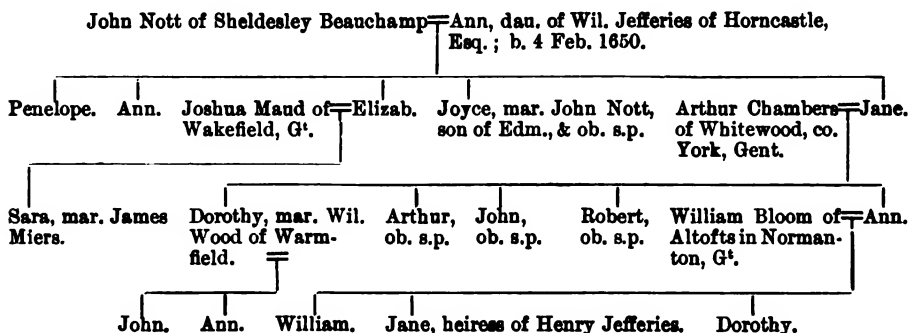 John Nott of Sheldesley Beauchamp=Ann, dau. of Wil. Jefferies of Horncastle,
Esq.; b. 4 Feb. 1650.
Penelope. Ann. Joshua Maud of=Elizab. Joyce, mar. John Nott, Arthur Chambers=Jane.
Wakefield, Gt. son of Edm., & ob. s.p. of Whitewood, co.
York, Gent.
Sara, mar. James Dorothy, mar. Wil. Arthur, John, Robert, William Bloom of=Ann.
Miers. Wood of Warm- ob. s.p. ob. s.p. ob. s.p. Altofts in Norman-
field. = ton, Gt.
John. Ann. William. Jane, heiress of Henry Jefferies. Dorothy.